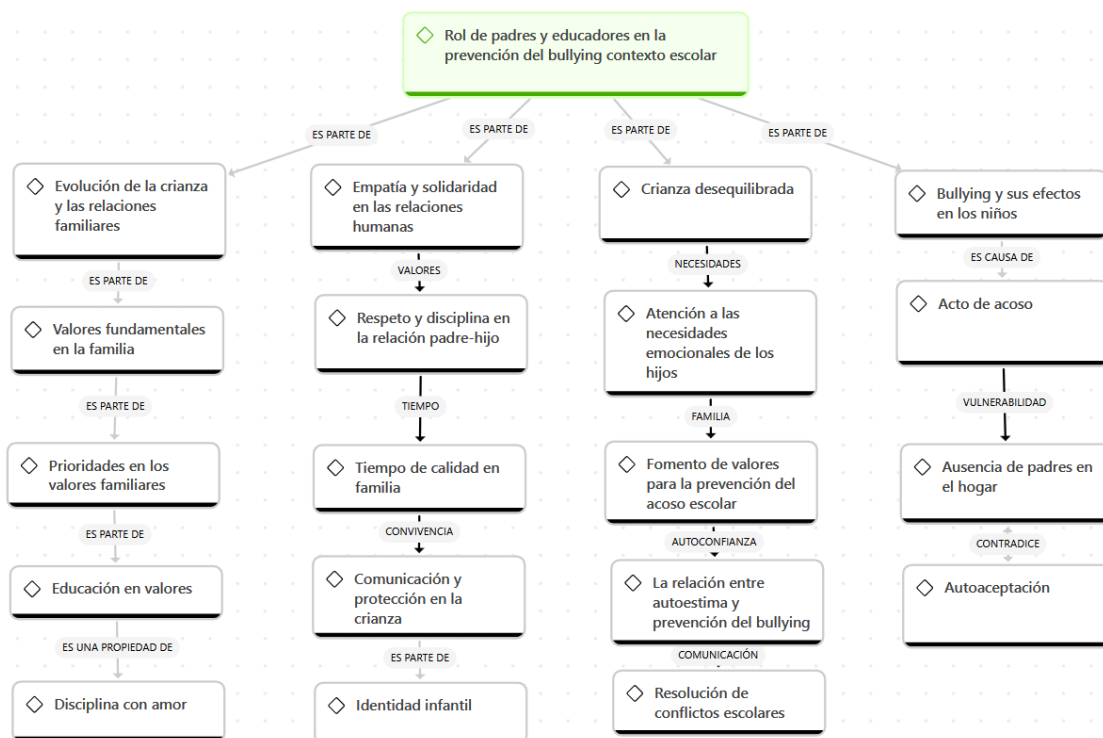 Rol de padres y educadores en la
prevención del bullying contexto escolar
ES PARTE DE
ES PARTE DE
ES PARTE DE
ES PARTE DE
Evolución de la crianza
y las relaciones
familiares
Empatía y solidaridad
en las relaciones
humanas
Crianza desequilibrada
Bullying y sus efectos
en los niños
ES PARTE DE
VALORES
NECESIDADES
ES CAUSA DE
Valores fundamentales
en la familia
Respeto y disciplina en
la relación padre-hijo
Atención a las
necesidades
emocionales de los
hijos
Acto de acoso
ES PARTE DE
TIEMPO
FAMILIA
VULNERABILIDAD
Prioridades en los
valores familiares
Tiempo de calidad en
familia
Fomento de valores
para la prevención del
acoso escolar
Ausencia de padres en
el hogar
ES PARTE DE
CONVIVENCIA
AUTOCONFIANZA
CONTRADICE
Educación en valores
Comunicación y
protección en la
crianza
La relación entre
autoestima y
prevención del bullying
Autoaceptación
ES UNA PROPIEDAD DE
ES PARTE DE
COMUNICACIÓN
Disciplina con amor
Identidad infantil
Resolución de
conflictos escolares